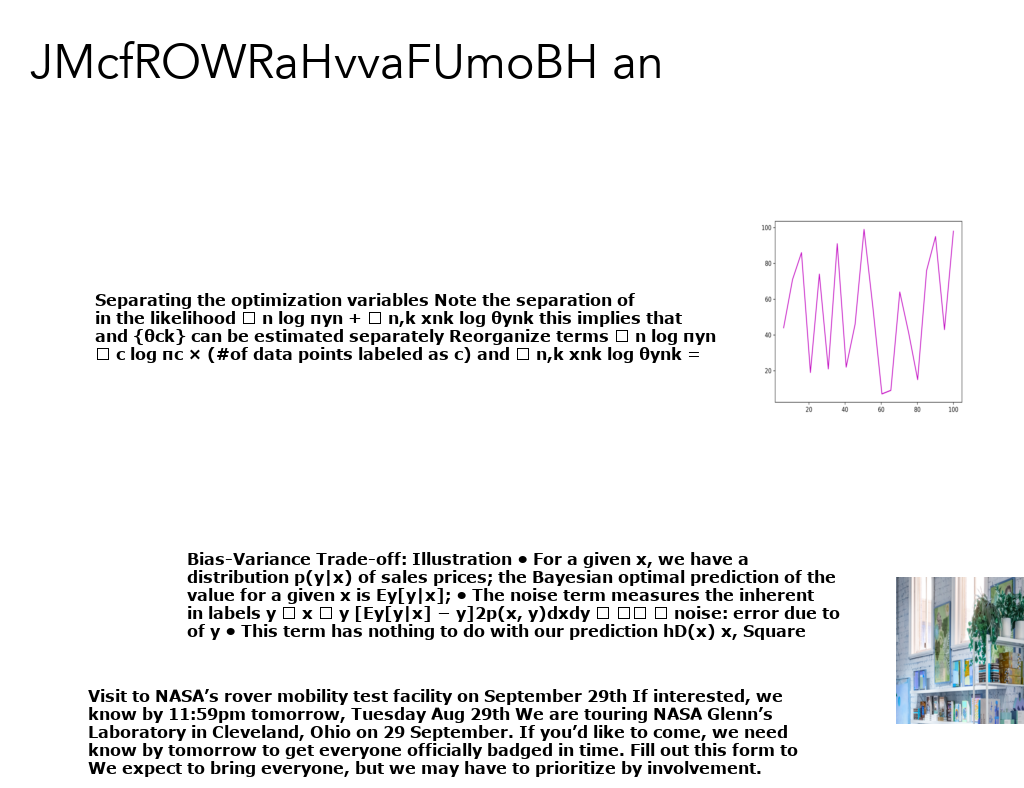 JMcfROWRaHvvaFUmoBH an
Separating the optimization variables Note the separation of
in the likelihood □ n log πyn + □ n,k xnk log θynk this implies that
and {θck} can be estimated separately Reorganize terms □ n log πyn
□ c log πc × (#of data points labeled as c) and □ n,k xnk log θynk =
100
80
60
40
20
20 40 60 80 100
Bias-Variance Trade-off: Illustration • For a given x, we have a
distribution p(y|x) of sales prices; the Bayesian optimal prediction of the
value for a given x is Ey[y|x]; • The noise term measures the inherent
in labels y □ x □ y [Ey[y|x] − y]2p(x, y)dxdy □ □□ □ noise: error due to
of y • This term has nothing to do with our prediction hD(x) x, Square
Visit to NASA’s rover mobility test facility on September 29th If interested, we
know by 11:59pm tomorrow, Tuesday Aug 29th We are touring NASA Glenn’s
Laboratory in Cleveland, Ohio on 29 September. If you’d like to come, we need
know by tomorrow to get everyone officially badged in time. Fill out this form to
We expect to bring everyone, but we may have to prioritize by involvement.